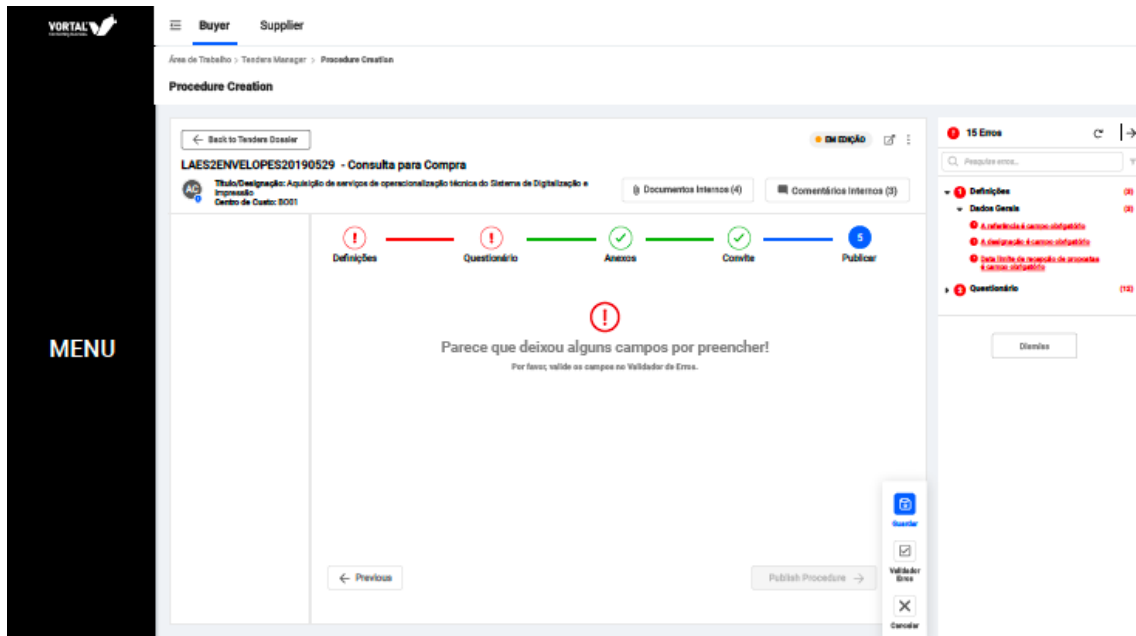 VORTAL
Buyer Supplier
Área de Trabalho > Tenders Manager > Procedure Creation
Procedure Creation
MENU
← Back to Tenders Dossier
EM EDIÇÃO
LAES2ENVELOPES20190529 - Consulta para Compra
AC
Título/Designação: Aquisição de serviços de operacionalização técnica do Sistema de Digitalização e
Impressão
Centro de Custo: BO01
Documentos Internos (4)
Comentários Internos (3)
5
Definições Questionário Anexos Convite Publicar
Parece que deixou alguns campos por preencher!
Por favor, valide os campos no Validador de Erros.
← Previous
Publish Procedure →
Guardar
Validador
Erros
Cancelar
15 Erros
Pesquise erros...
Definições (3)
Dados Gerais (3)
A referência é campo obrigatório
A designação é campo obrigatório
Data limite de recepção de propostas
é campo obrigatório
Questionário (12)
Dismiss